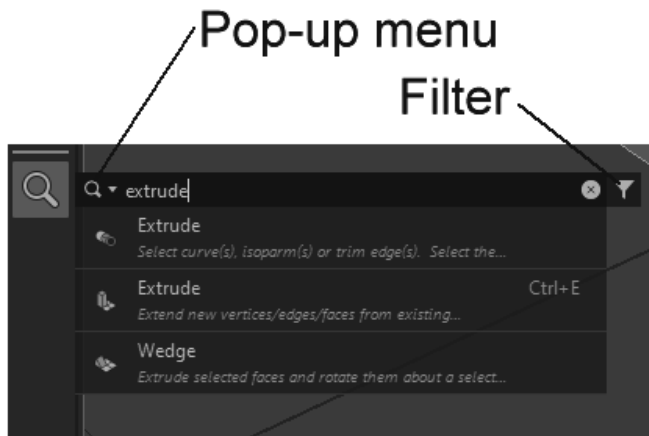 Pop-up menu
Filter
extrude
Extrude
Select curve(s), isoparm(s) or trim edge(s). Select the...
Extrude Ctrl+E
Extend new vertices/edges/faces from existing...
Wedge
Extrude selected faces and rotate them about a select...